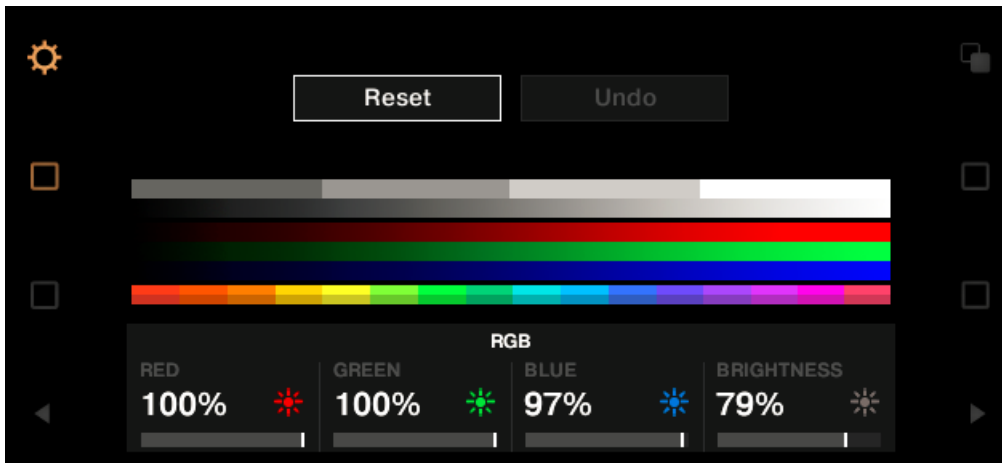 Reset
Undo
RGB
RED
GREEN
BLUE
BRIGHTNESS
100%
100%
97%
79%